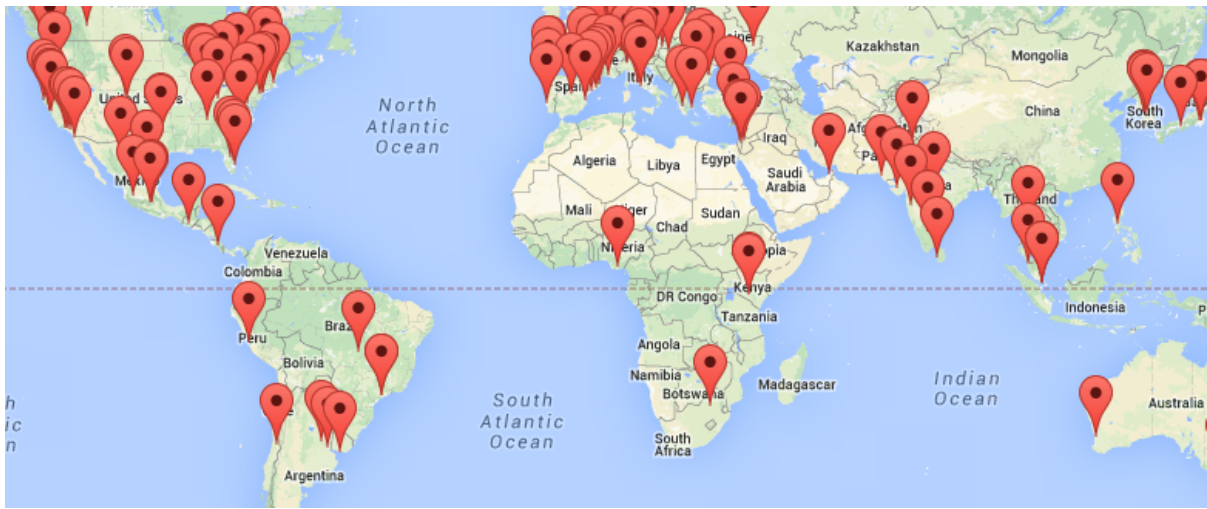 Kazakhstan
Mongolia
United States
North
Atlantic
Ocean
Spain
Italy
China
South
Korea
Iraq
Algeria
Libya
Egypt
Saudi
Arabia
Mexico
Mali
Niger
Chad
Sudan
Thailand
Venezuela
Colombia
Nigeria
Ethiopia
DR Congo
Kenya
Tanzania
Indonesia
Peru
Brazil
Bolivia
Angola
Namibia
Botswana
Madagascar
Indian
Ocean
South
Atlantic
Ocean
South
Africa
Australia
Argentina